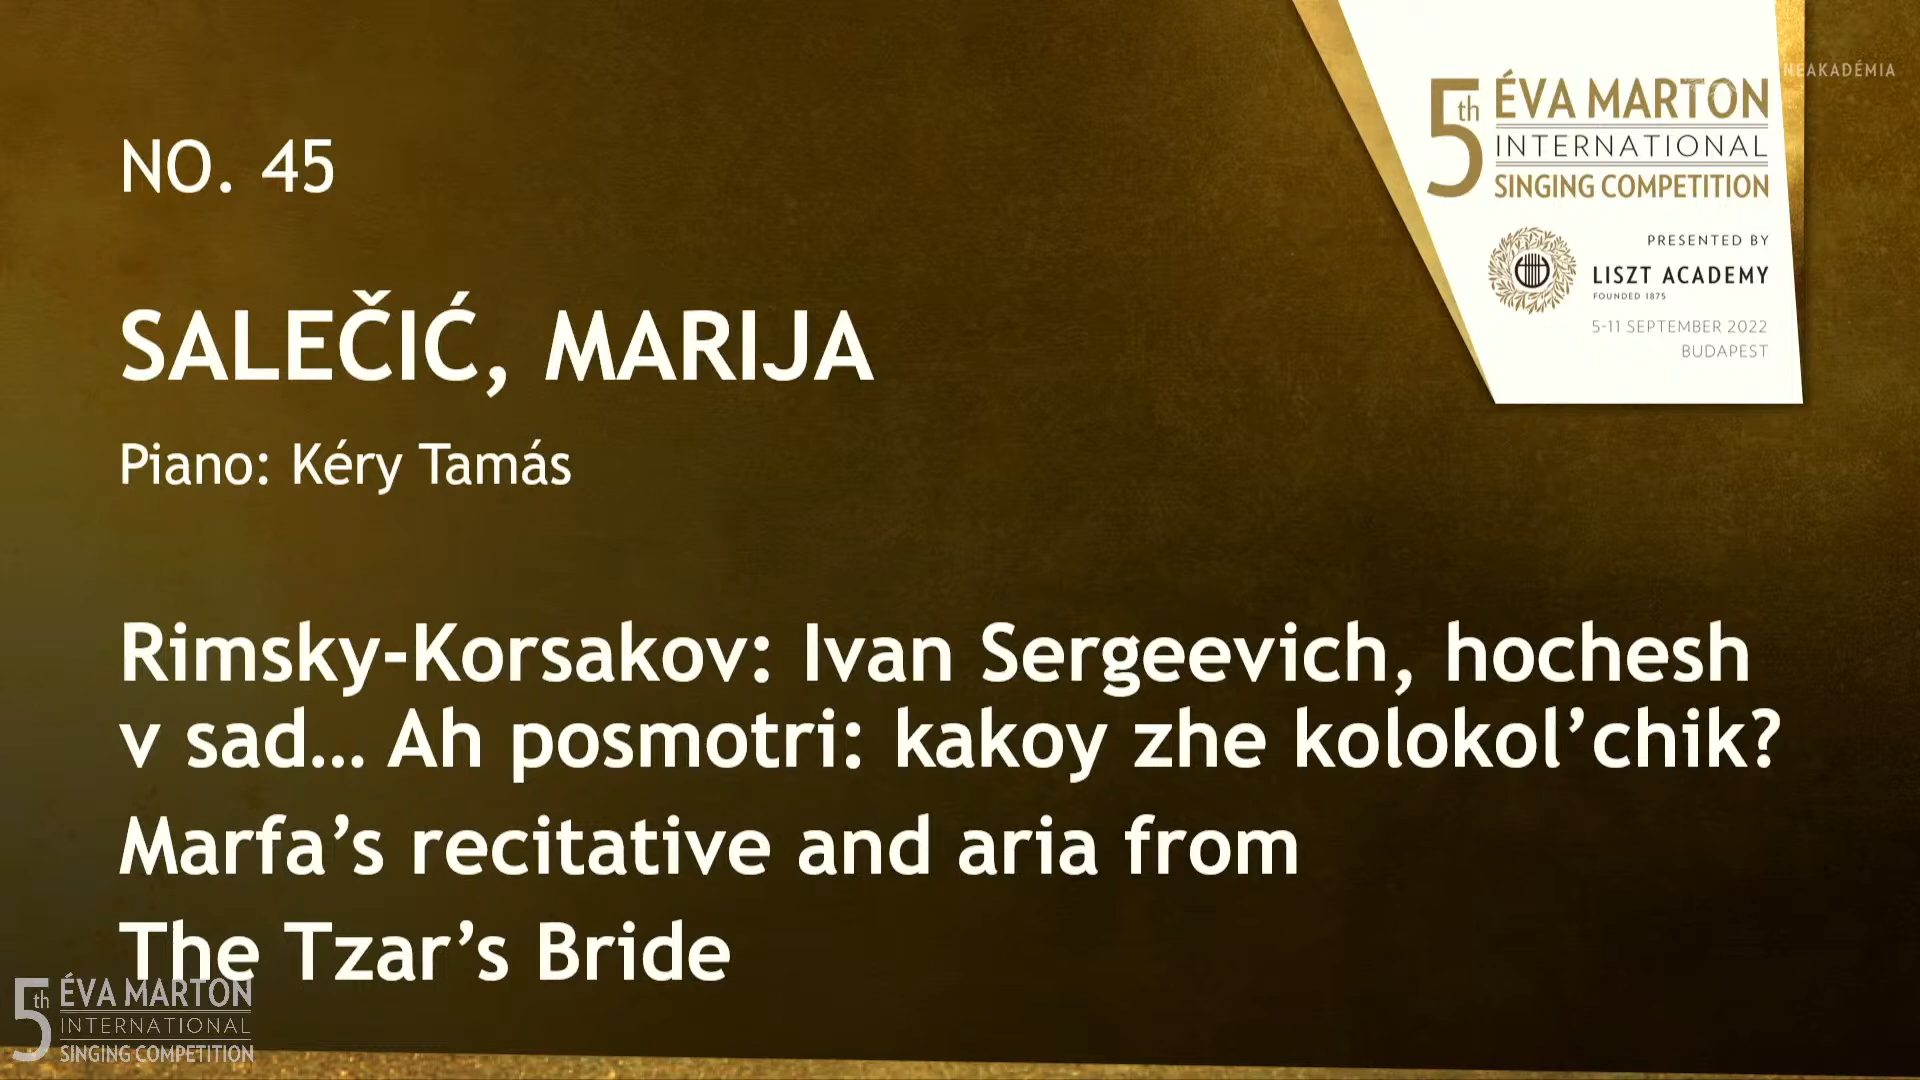 NO. 45
SALEČIĆ, MARIJA
Piano: Kéry Tamás
Rimsky-Korsakov: Ivan Sergeevich, hochesh
v sad... Ah posmotri: kakoy zhe kolokol’chik?
Marfa’s recitative and aria from
The Tzar’s Bride
5th ÉVA MARTON
INTERNATIONAL
SINGING COMPETITION
PRESENTED BY
LISZT ACADEMY
FOUNDED 1875
5-11 SEPTEMBER 2022
BUDAPEST
5th ÉVA MARTON
INTERNATIONAL
SINGING COMPETITION